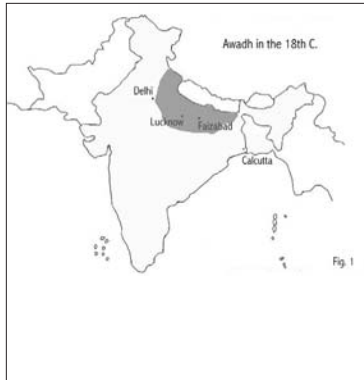 Awadh in the 18th C.
Delhi
Lucknow
Faizabad
Calcutta
Fig. 1